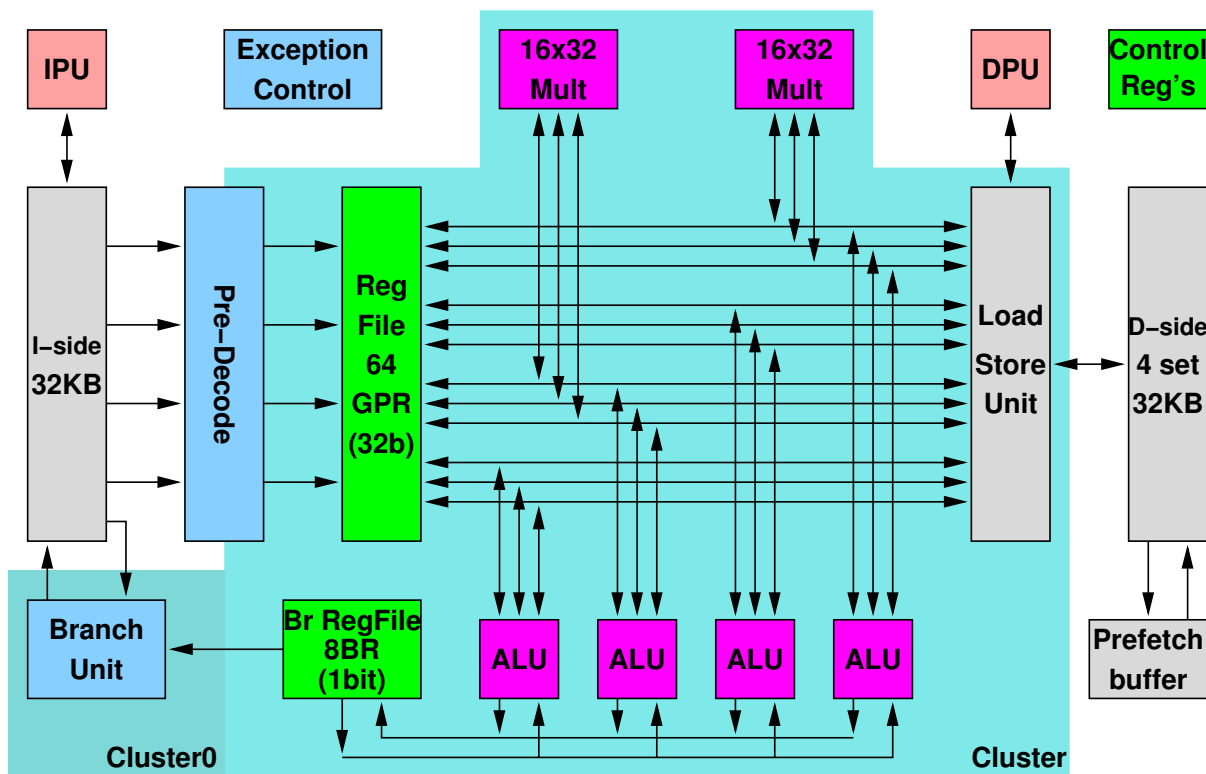 IPU
Exception
Control
16x32
Mult
16x32
Mult
DPU
Control
Reg's
I−side
32KB
Pre−Decode
Reg
File
64
GPR
(32b)
Load
Store
Unit
D−side
4 set
32KB
Branch
Unit
Br RegFile
8BR
(1bit)
ALU
ALU
ALU
ALU
Prefetch
buffer
Cluster0
Cluster